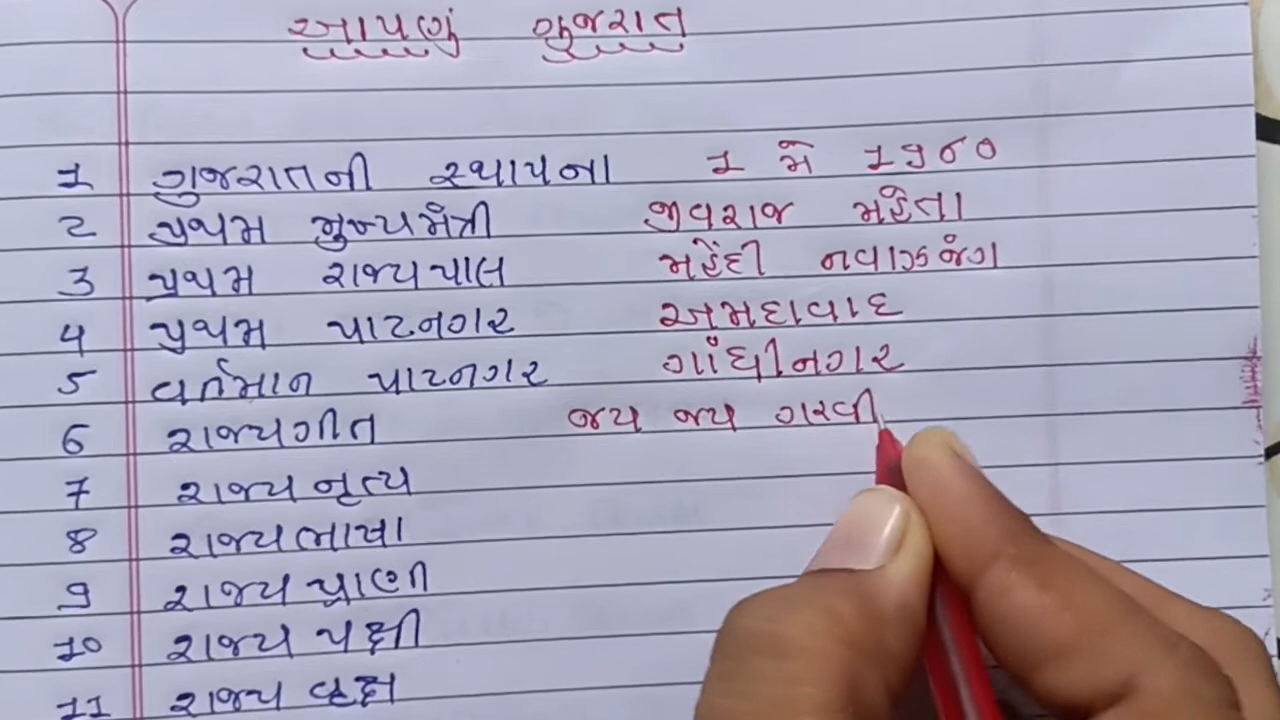 આપણું ગુજરાત
1 ગુજરાતની સ્થાપના 1 મે 1960
2 પ્રથમ મુખ્યમંત્રી જીવરાજ મહેતા
3 પ્રથમ રાજ્યપાલ મહેંદી નવાઝજંગ
4 પ્રથમ પાટનગર અમદાવાદ
5 વર્તમાન પાટનગર ગાંધીનગર
6 રાજ્યગીત જય જય ગરવી
7 રાજ્ય નૃત્ય
8 રાજ્યભાષા
9 રાજ્ય પ્રાણી
10 રાજ્ય પક્ષી
11 રાજ્ય વૃક્ષ